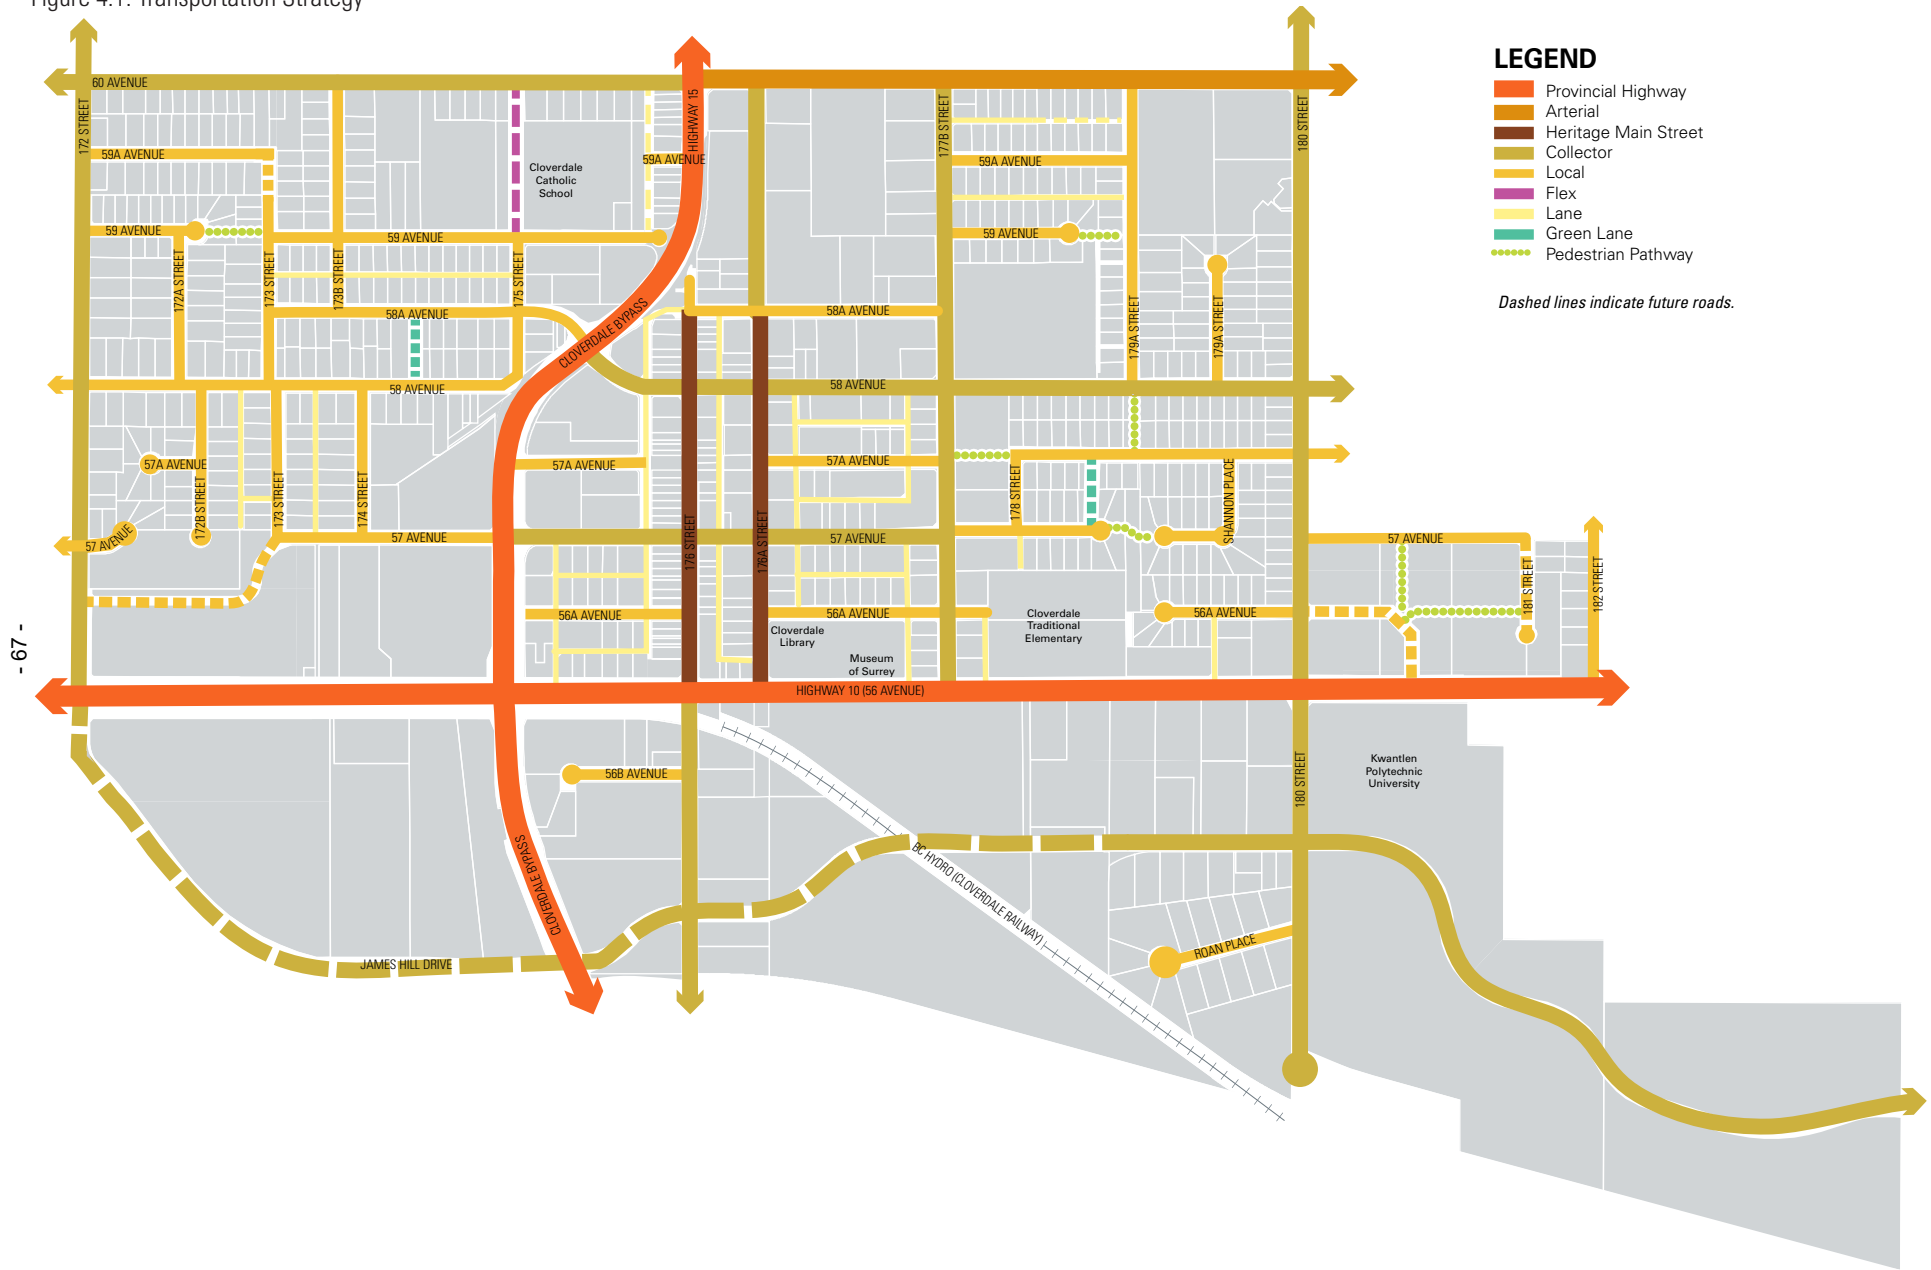 Figure 4.1: Transportation Strategy
LEGEND
Provincial Highway
Arterial
Heritage Main Street
Collector
Local
Flex
Lane
Green Lane
Pedestrian Pathway
Dashed lines indicate future roads.
60 AVENUE
172 STREET
HIGHWAY 15
177B STREET
180 STREET
59A AVENUE
59A AVENUE
59A AVENUE
Cloverdale
Catholic
School
59 AVENUE
59 AVENUE
59 AVENUE
172A STREET
173 STREET
173B STREET
175 STREET
179A STREET
179A STREET
58A AVENUE
CLOVERDALE BYPASS
58A AVENUE
58 AVENUE
58 AVENUE
57A AVENUE
57A AVENUE
57A AVENUE
172B STREET
173 STREET
174 STREET
178 STREET
SHANNON PLACE
57 AVENUE
57 AVENUE
176 STREET
176A STREET
57 AVENUE
57 AVENUE
181 STREET
182 STREET
56A AVENUE
56A AVENUE
56A AVENUE
Cloverdale
Library
Cloverdale
Traditional
Elementary
Museum
of Surrey
- 67 -
HIGHWAY 10 (56 AVENUE)
56B AVENUE
180 STREET
Kwantlen
Polytechnic
University
CLOVERDALE BYPASS
BC HYDRO (CLOVERDALE RAILWAY)
ROAN PLACE
JAMES HILL DRIVE